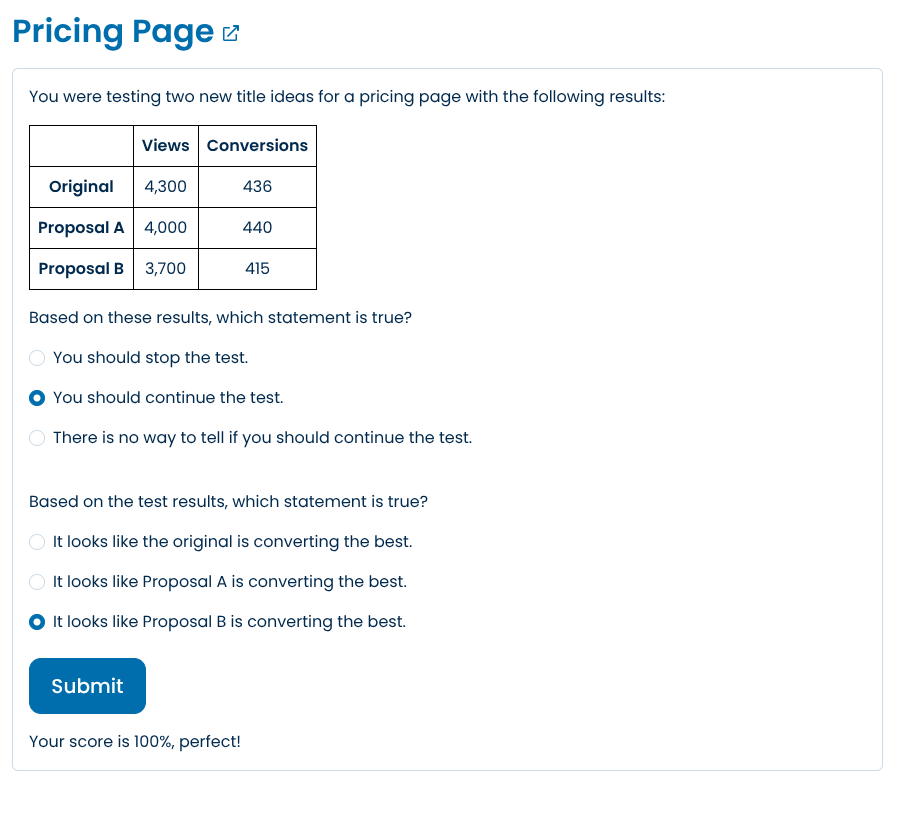 Pricing Page
You were testing two new title ideas for a pricing page with the following results:
Views Conversions
Original 4,300 436
Proposal A 4,000 440
Proposal B 3,700 415
Based on these results, which statement is true?
You should stop the test.
You should continue the test.
There is no way to tell if you should continue the test.
Based on the test results, which statement is true?
It looks like the original is converting the best.
It looks like Proposal A is converting the best.
It looks like Proposal B is converting the best.
Submit
Your score is 100%, perfect!